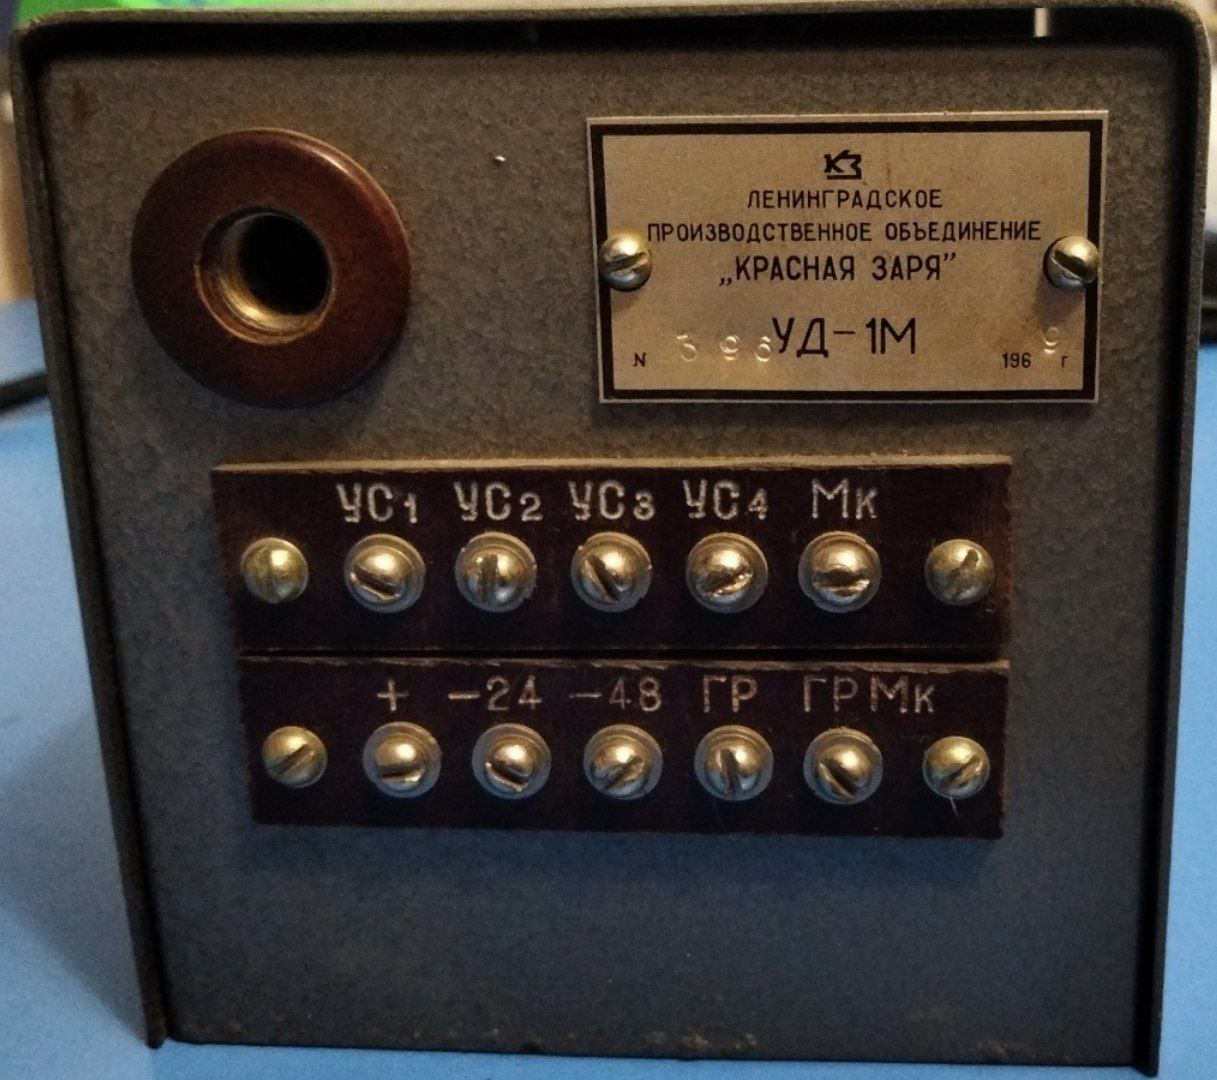 КЗ
ЛЕНИНГРАДСКОЕ
ПРОИЗВОДСТВЕННОЕ ОБЪЕДИНЕНИЕ
„КРАСНАЯ ЗАРЯ”
УД-1М
N 396 1969 г
УС1 УС2 УС3 УС4 Мк
+ -24 -48 ГР ГРМк